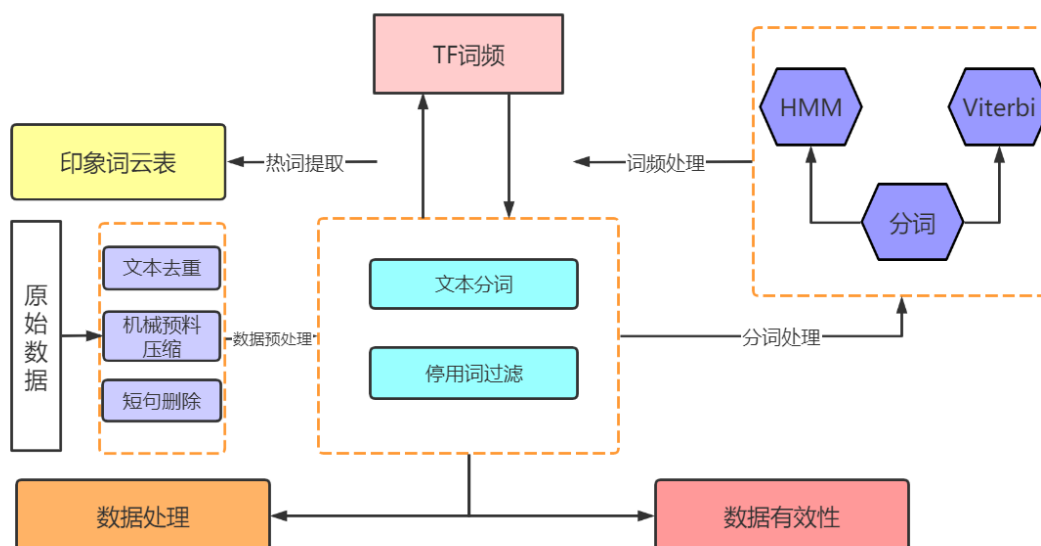 TF词频
HMM
Viterbi
印象词云表
热词提取
词频处理
分词
原始数据
文本去重
机械预料
压缩
短句删除
数据预处理
文本分词
停用词过滤
分词处理
数据处理
数据有效性